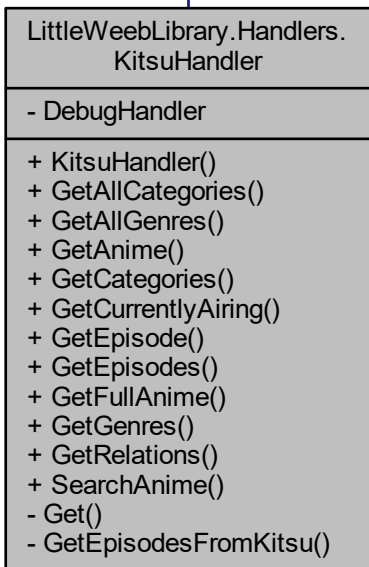 LittleWeebLibrary.Handlers.
KitsuHandler
- DebugHandler
+ KitsuHandler()
+ GetAllCategories()
+ GetAllGenres()
+ GetAnime()
+ GetCategories()
+ GetCurrentlyAiring()
+ GetEpisode()
+ GetEpisodes()
+ GetFullAnime()
+ GetGenres()
+ GetRelations()
+ SearchAnime()
- Get()
- GetEpisodesFromKitsu()